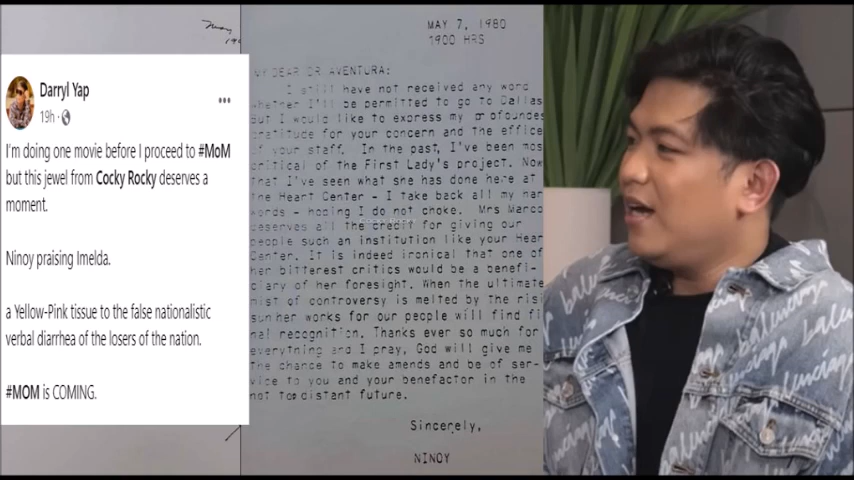 Darryl Yap
19h
I'm doing one movie before I proceed to #MoM
but this jewel from Cocky Rocky deserves a
moment.
Ninoy praising Imelda.
a Yellow-Pink tissue to the false nationalistic
verbal diarrhea of the losers of the nation.
#MOM is COMING.
MAY 7, 1980
1900 HRS
MY DEAR DR AVENTURA:
I still have not received any word
whether I'll be permitted to go to Dallas
But I would like to express my profoundes
gratitude for your concern and the office
of your staff. In the past, I've been mos
critical of the First Lady's project. Now
that I've seen what she has done here at
the Heart Center - I take back all my har
words - hoping I do not choke. Mrs Marco
deserves all the credit for giving our
people such an institution like your Hear
Center. It is indeed ironical that one of
her bitterest critics would be a benefi-
ciary of her foresight. When the ultimate
mist of controversy is melted by the risi
sun her works for our people will find fi
nal recognition. Thanks ever so much for
everything and I pray, God will give me
the chance to make amends and be of ser-
vice to you and your benefactor in the
not too distant future.
Sincerely,
NINOY
balenciaga